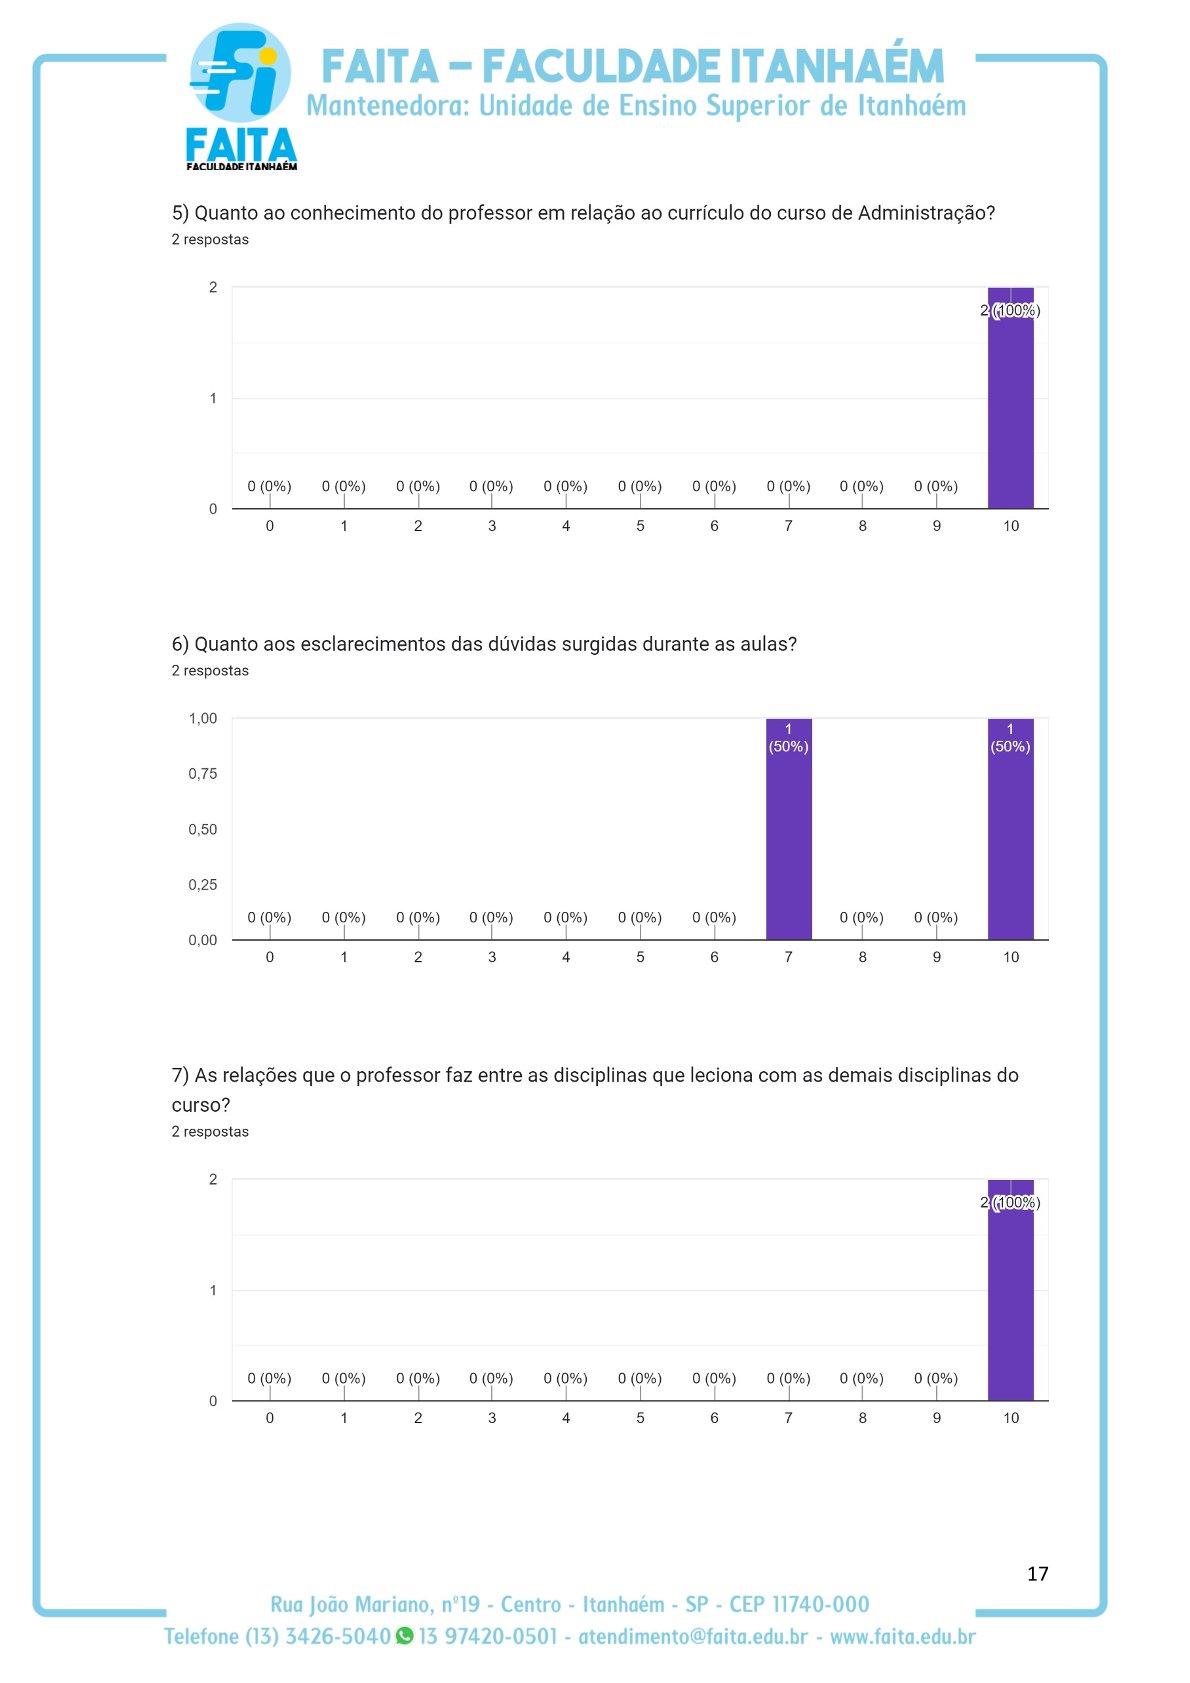 FAITA – FACULDADE ITANHAÉM
Mantenedora: Unidade de Ensino Superior de Itanhaém
Fi
FAITA
FACULDADE ITANHAÉM
5) Quanto ao conhecimento do professor em relação ao currículo do curso de Administração?
2 respostas
2
2 (100%)
1
0 (0%) 0 (0%) 0 (0%) 0 (0%) 0 (0%) 0 (0%) 0 (0%) 0 (0%) 0 (0%) 0 (0%)
0
0 1 2 3 4 5 6 7 8 9 10
6) Quanto aos esclarecimentos das dúvidas surgidas durante as aulas?
2 respostas
1,00
1 1
(50%) (50%)
0,75
0,50
0,25
0 (0%) 0 (0%) 0 (0%) 0 (0%) 0 (0%) 0 (0%) 0 (0%) 0 (0%) 0 (0%)
0,00
0 1 2 3 4 5 6 7 8 9 10
7) As relações que o professor faz entre as disciplinas que leciona com as demais disciplinas do
curso?
2 respostas
2
2 (100%)
1
0 (0%) 0 (0%) 0 (0%) 0 (0%) 0 (0%) 0 (0%) 0 (0%) 0 (0%) 0 (0%) 0 (0%)
0
0 1 2 3 4 5 6 7 8 9 10
17
Rua João Mariano, nº19 - Centro - Itanhaém - SP - CEP 11740-000
Telefone (13) 3426-5040 13 97420-0501 - atendimento@faita.edu.br - www.faita.edu.br